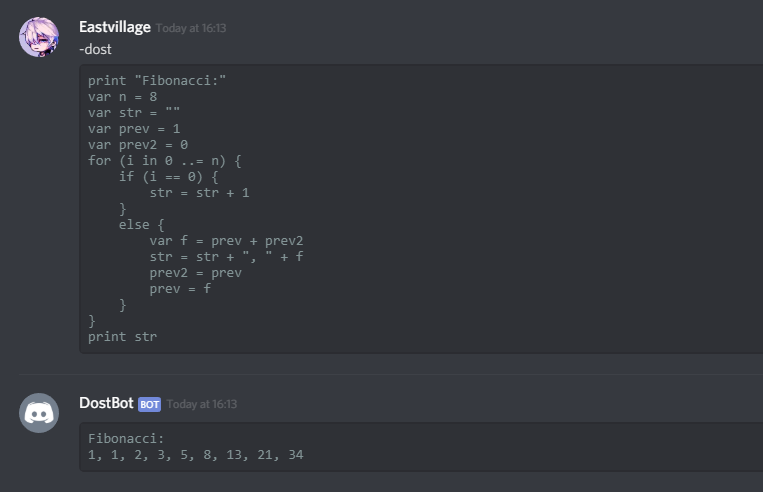 Eastvillage Today at 16:13
-dost
print "Fibonacci:"
var n = 8
var str = ""
var prev = 1
var prev2 = 0
for (i in 0 ..= n) {
    if (i == 0) {
        str = str + 1
    }
    else {
        var f = prev + prev2
        str = str + ", " + f
        prev2 = prev
        prev = f
    }
}
print str
DostBot BOT Today at 16:13
Fibonacci:
1, 1, 2, 3, 5, 8, 13, 21, 34